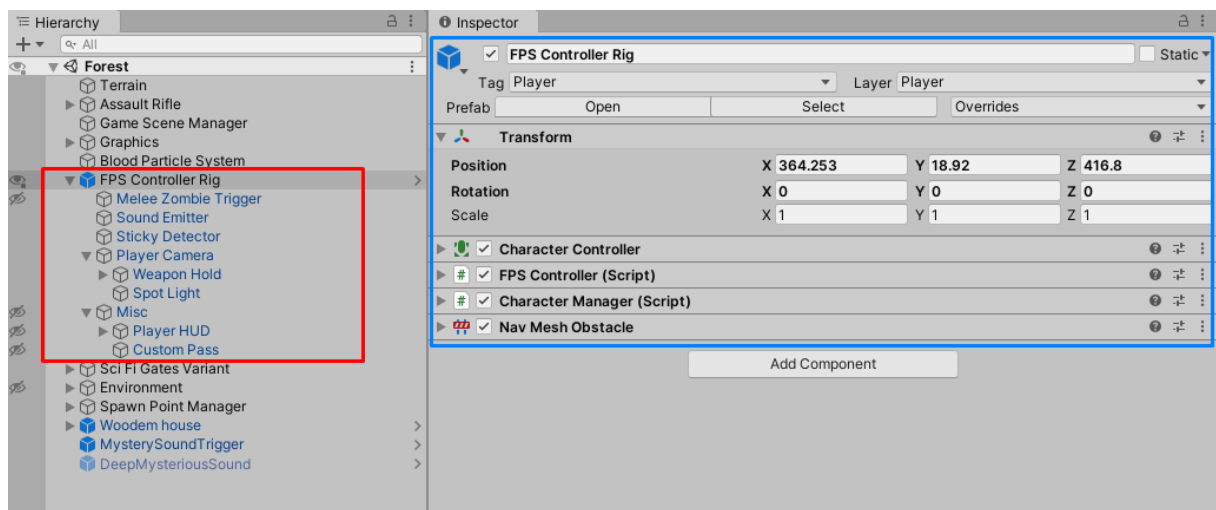 Hierarchy
All
Forest
Terrain
Assault Rifle
Game Scene Manager
Graphics
Blood Particle System
FPS Controller Rig
Melee Zombie Trigger
Sound Emitter
Sticky Detector
Player Camera
Weapon Hold
Spot Light
Misc
Player HUD
Custom Pass
Sci Fi Gates Variant
Environment
Spawn Point Manager
Woodem house
MysterySoundTrigger
DeepMysteriousSound
Inspector
FPS Controller Rig Static
Tag Player Layer Player
Prefab Open Select Overrides
Transform
Position X 364.253 Y 18.92 Z 416.8
Rotation X 0 Y 0 Z 0
Scale X 1 Y 1 Z 1
Character Controller
# FPS Controller (Script)
# Character Manager (Script)
Nav Mesh Obstacle
Add Component